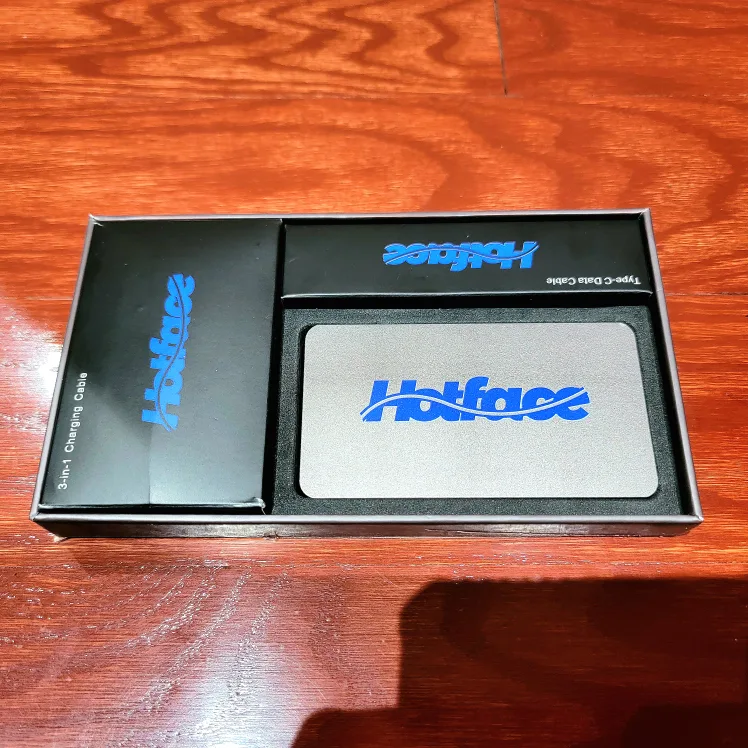 Hotface
3-in-1 Charging Cable
Hotface
Type-C Data Cable
Hotface